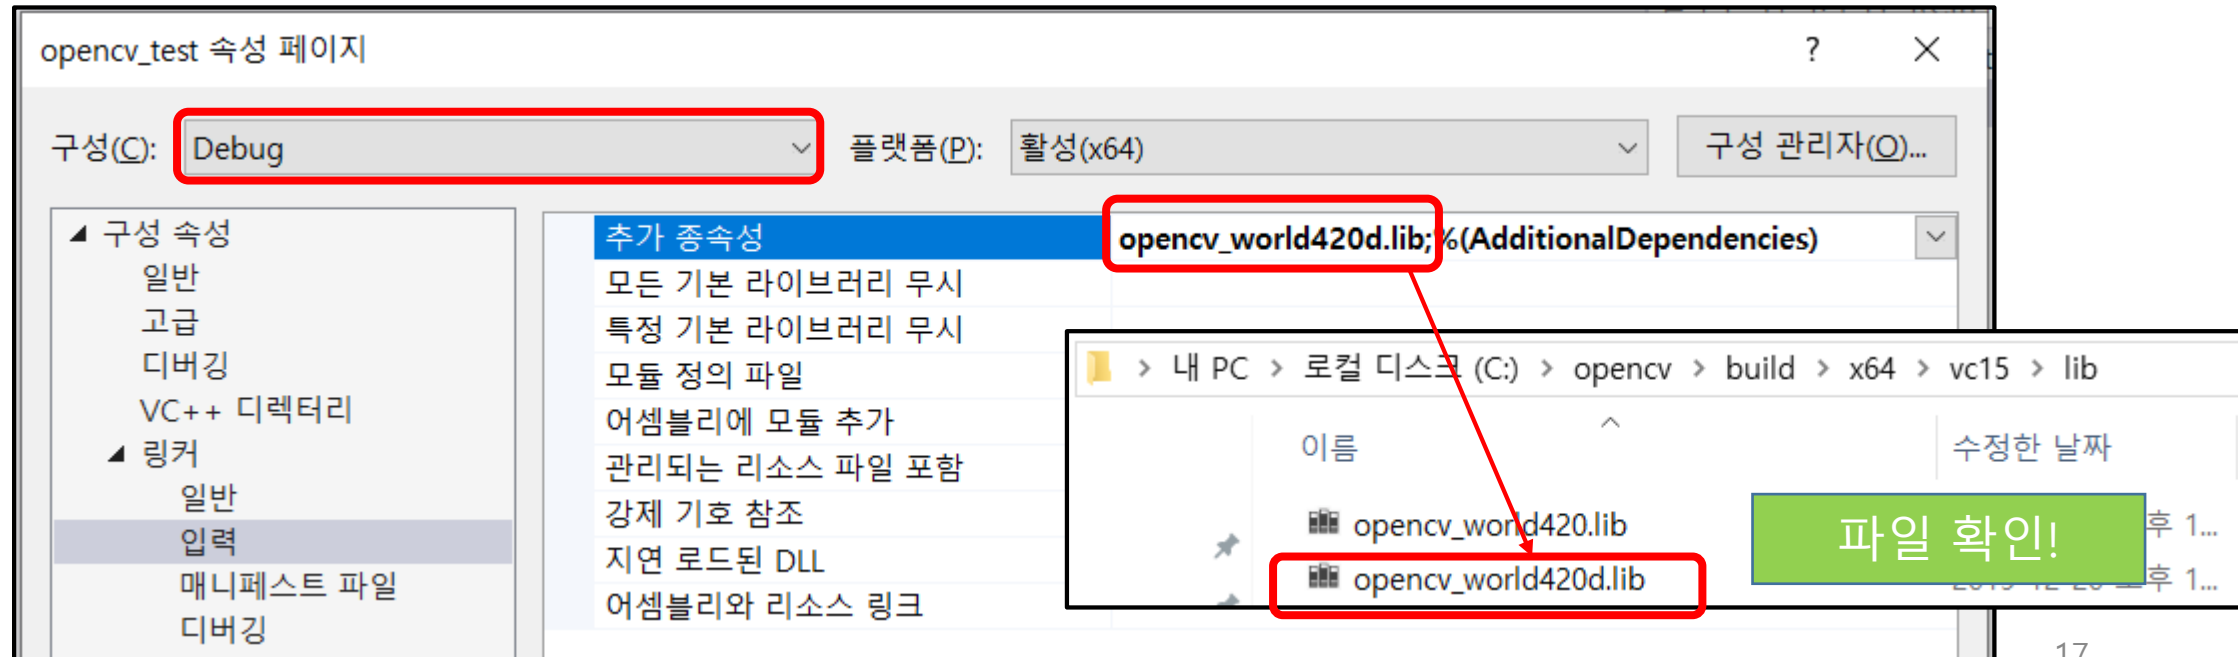 opencv_test 속성 페이지
? ×
구성(C): Debug 플랫폼(P): 활성(x64) 구성 관리자(O)...
구성 속성
일반
고급
디버깅
VC++ 디렉터리
링커
일반
입력
매니페스트 파일
디버깅
추가 종속성 opencv_world420d.lib;%(AdditionalDependencies)
모든 기본 라이브러리 무시
특정 기본 라이브러리 무시
모듈 정의 파일
어셈블리에 모듈 추가
관리되는 리소스 파일 포함
강제 기호 참조
지연 로드된 DLL
어셈블리와 리소스 링크
> 내 PC > 로컬 디스크 (C:) > opencv > build > x64 > vc15 > lib
이름 수정한 날짜
opencv_world420.lib 후 1...
opencv_world420d.lib 후 1...
파일 확인!
17